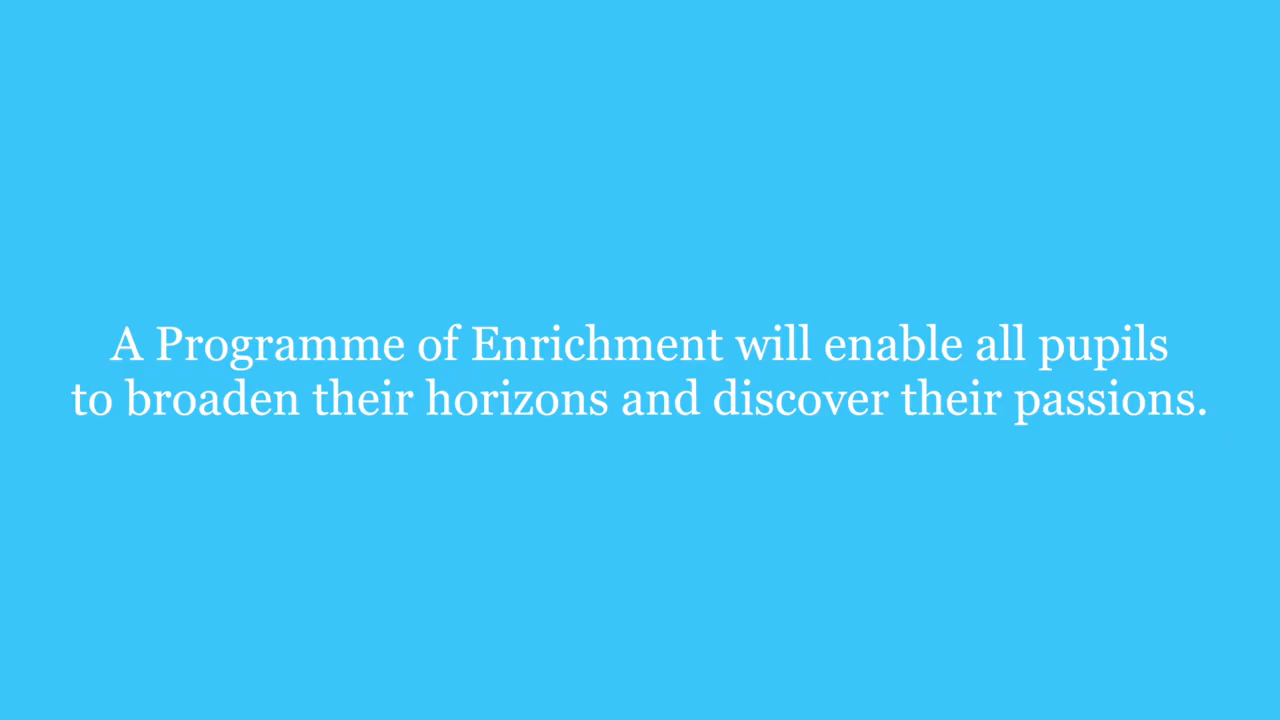 A Programme of Enrichment will enable all pupils
to broaden their horizons and discover their passions.